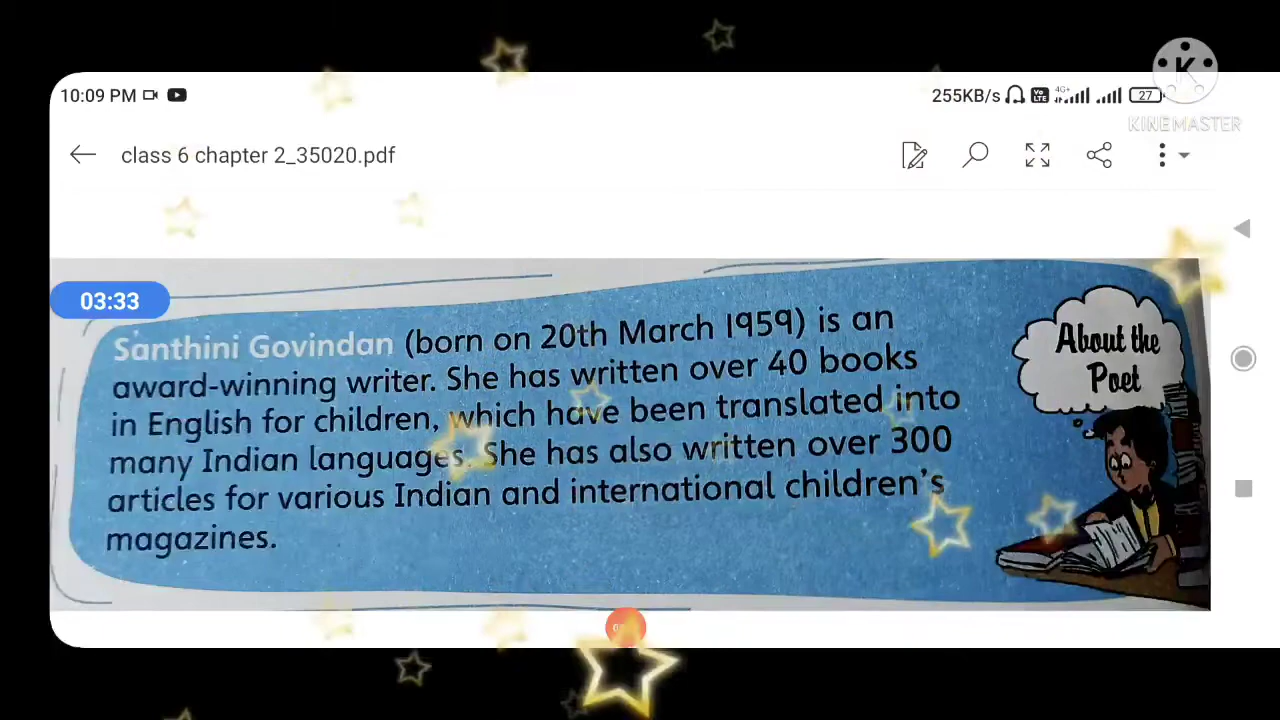 10:09 PM
255KB/s
Vo LTE
4G+
27
KINEMASTER
class 6 chapter 2_35020.pdf
03:33
Santhini Govindan (born on 20th March 1959) is an
award-winning writer. She has written over 40 books
in English for children, which have been translated into
many Indian languages. She has also written over 300
articles for various Indian and international children's
magazines.
About the
Poet